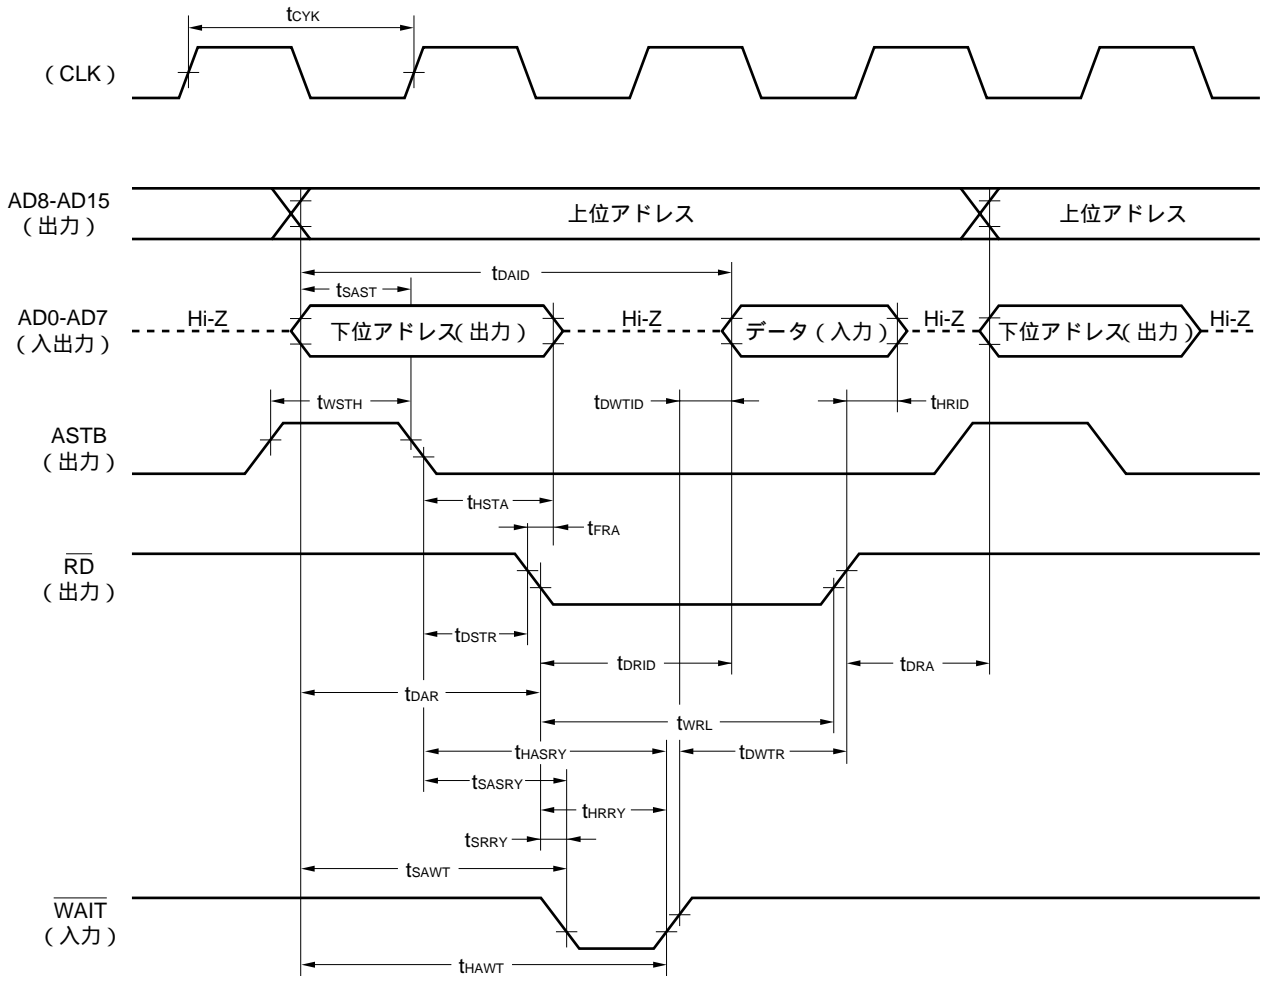 tCYK
( CLK )
AD8-AD15
( 出力 )
上位アドレス
上位アドレス
tDAID
tSAST
AD0-AD7
( 入出力 )
Hi-Z
下位アドレス( 出力 )
Hi-Z
データ ( 入力 )
Hi-Z
下位アドレス( 出力 )
Hi-Z
tWSTH
tDWTID
tHRID
ASTB
( 出力 )
tHSTA
tFRA
RD
( 出力 )
tDSTR
tDRID
tDRA
tDAR
tWRL
tHASRY
tDWTR
tSASRY
tHRRY
tSRRY
tSAWT
WAIT
( 入力 )
tHAWT